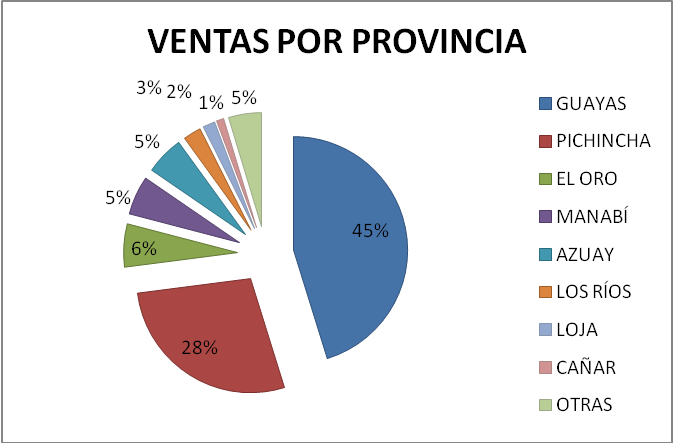 VENTAS POR PROVINCIA
3%
2%
1%
5%
5%
5%
6%
28%
45%
GUAYAS
PICHINCHA
EL ORO
MANABÍ
AZUAY
LOS RÍOS
LOJA
CAÑAR
OTRAS